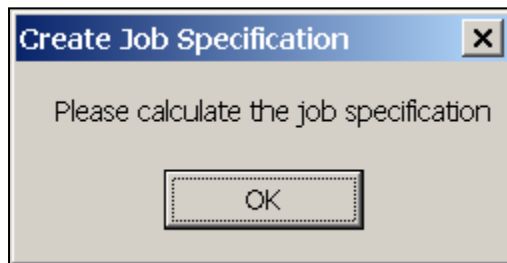 Create Job Specification
Please calculate the job specification
OK